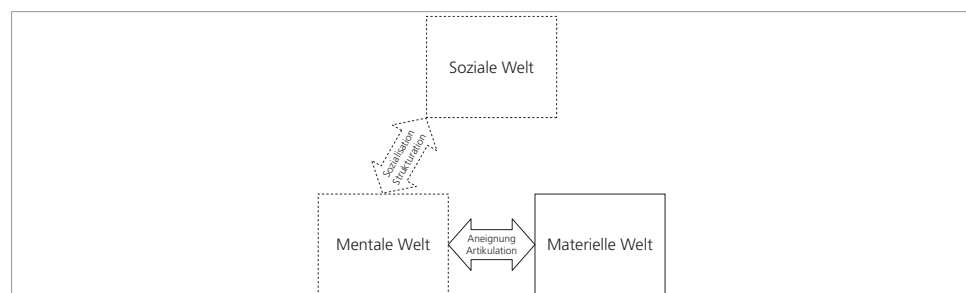 Soziale Welt
Sozialisation
Strukturation
Mentale Welt
Aneignung
Artikulation
Materielle Welt